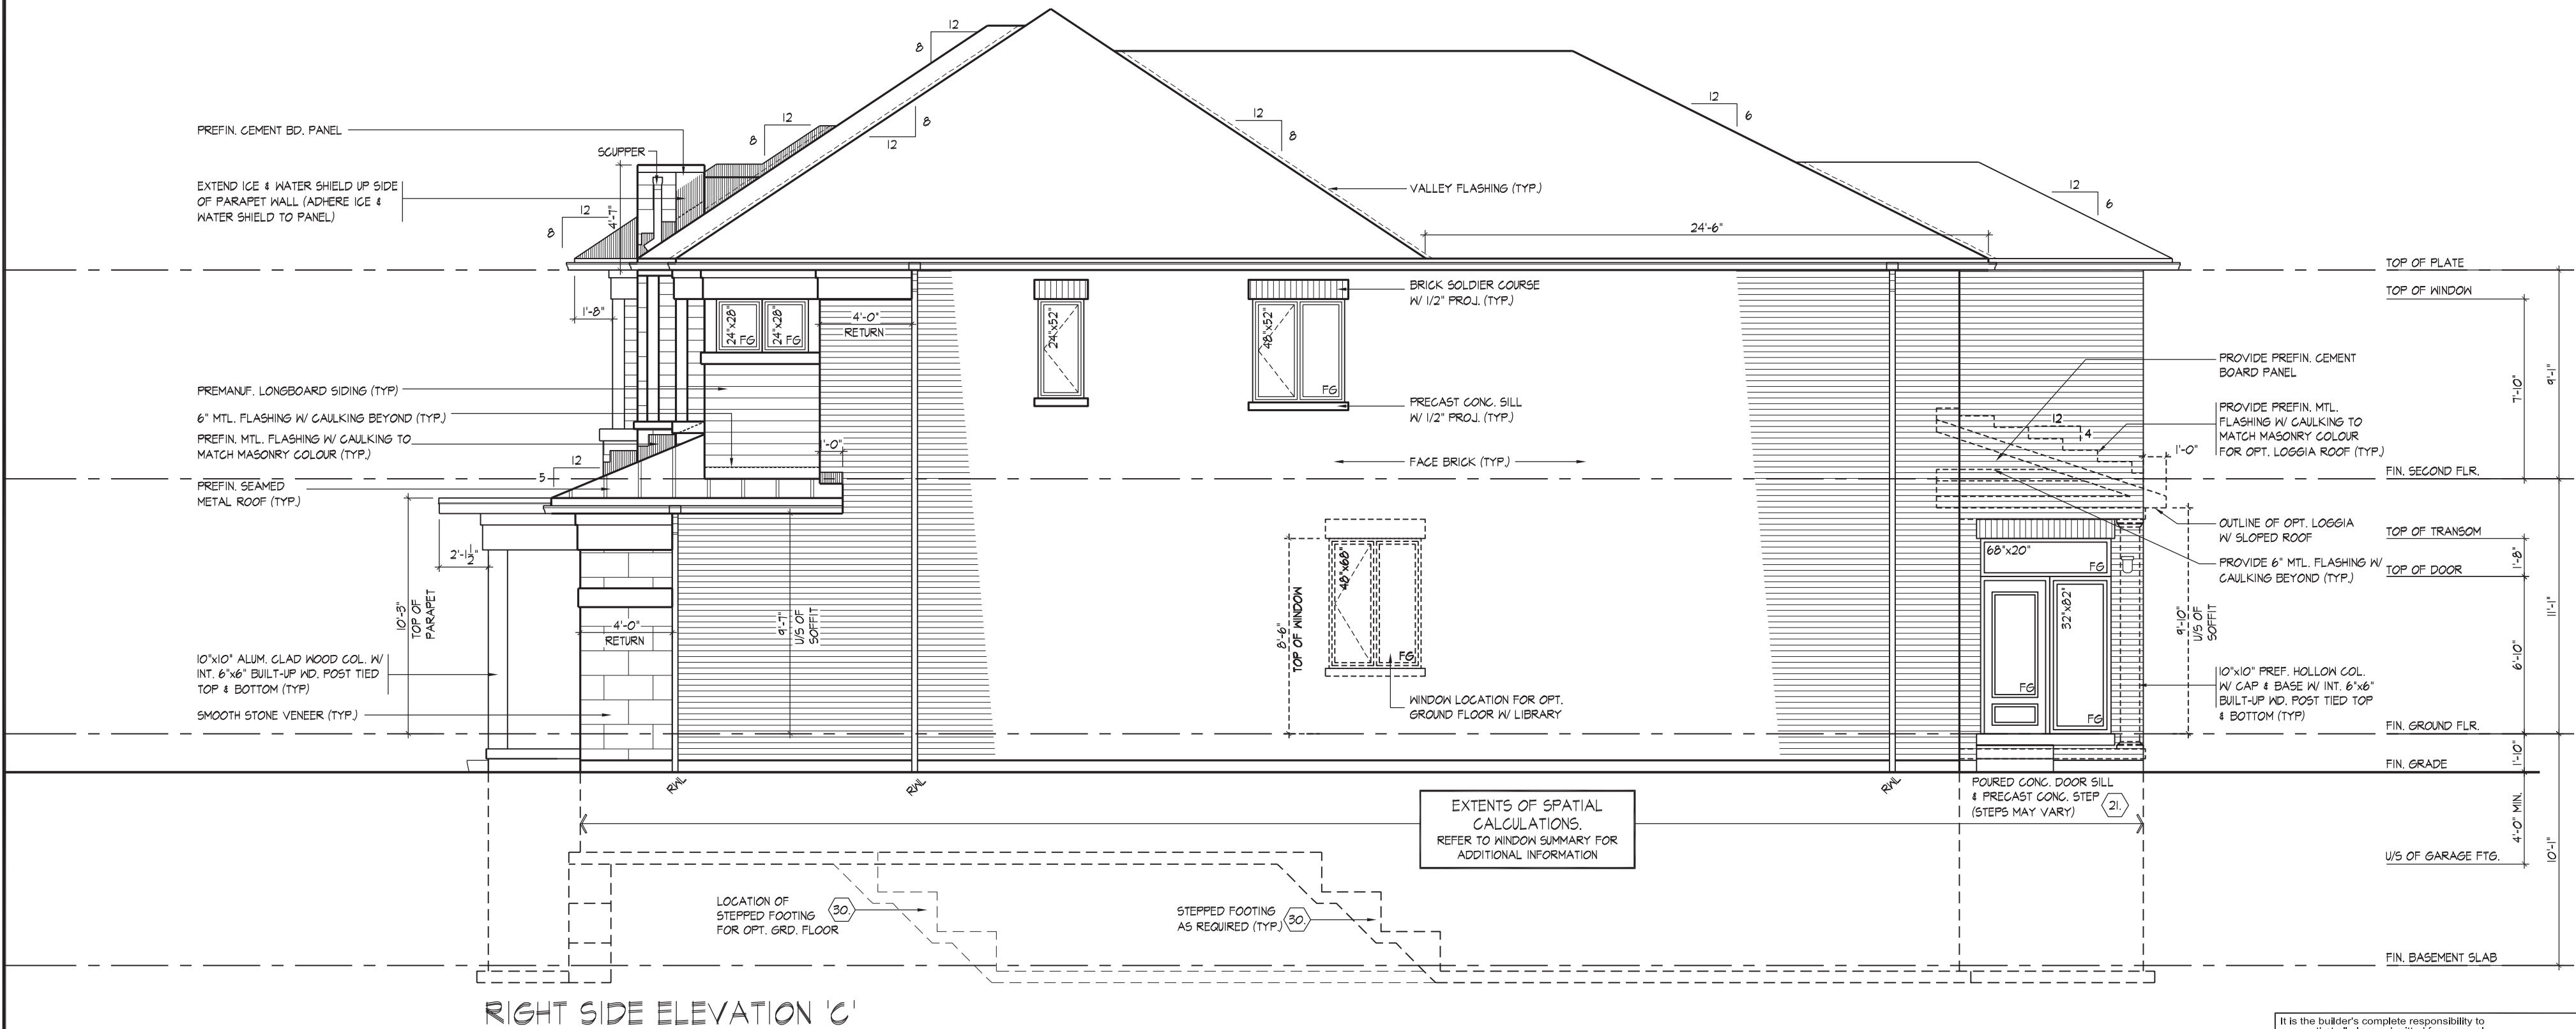 12
8
12
8
12
8
12
8
12
6
12
6
PREFIN. CEMENT BD. PANEL
SCUPPER
EXTEND ICE & WATER SHIELD UP SIDE
OF PARAPET WALL (ADHERE ICE &
WATER SHIELD TO PANEL)
12
8
4'-7"
VALLEY FLASHING (TYP.)
24'-6"
TOP OF PLATE
TOP OF WINDOW
BRICK SOLDIER COURSE
W/ 1/2" PROJ. (TYP.)
1'-8"
24"x28"
FG
24"x28"
FG
4'-0"
RETURN
24"x52"
48"x52"
FG
PRECAST CONC. SILL
W/ 1/2" PROJ. (TYP.)
PROVIDE PREFIN. CEMENT
BOARD PANEL
7'-10"
9'-1"
PREMANUF. LONGBOARD SIDING (TYP)
6" MTL. FLASHING W/ CAULKING BEYOND (TYP.)
PREFIN. MTL. FLASHING W/ CAULKING TO
MATCH MASONRY COLOUR (TYP.)
12
5
1'-0"
PREFIN. SEAMED
METAL ROOF (TYP.)
FACE BRICK (TYP.)
12
4
PROVIDE PREFIN. MTL.
FLASHING W/ CAULKING TO
MATCH MASONRY COLOUR
FOR OPT. LOGGIA ROOF (TYP.)
1'-0"
FIN. SECOND FLR.
OUTLINE OF OPT. LOGGIA
W/ SLOPED ROOF
TOP OF TRANSOM
PROVIDE 6" MTL. FLASHING W/
CAULKING BEYOND (TYP.)
TOP OF DOOR
1'-8"
11'-1"
2'-1½"
10'-3"
TOP OF
PARAPET
4'-0"
RETURN
9'-7"
U/S OF
SOFFIT
8'-6"
TOP OF WINDOW
48"x68"
FG
68"x20"
FG
32"x82"
FG
FG
9'-10"
U/S OF
SOFFIT
6'-10"
10"x10" ALUM. CLAD WOOD COL. W/
INT. 6"x6" BUILT-UP WD. POST TIED
TOP & BOTTOM (TYP)
SMOOTH STONE VENEER (TYP.)
WINDOW LOCATION FOR OPT.
GROUND FLOOR W/ LIBRARY
10"x10" PREF. HOLLOW COL.
W/ CAP & BASE W/ INT. 6"x6"
BUILT-UP WD. POST TIED TOP
& BOTTOM (TYP)
FIN. GROUND FLR.
1'-10"
FIN. GRADE
RWL
RWL
RWL
POURED CONC. DOOR SILL
& PRECAST CONC. STEP
(STEPS MAY VARY)
21.
EXTENTS OF SPATIAL
CALCULATIONS.
REFER TO WINDOW SUMMARY FOR
ADDITIONAL INFORMATION
4'-0" MIN.
U/S OF GARAGE FTG.
10'-1"
LOCATION OF
STEPPED FOOTING
FOR OPT. GRD. FLOOR
30.
STEPPED FOOTING
AS REQUIRED (TYP.)
30.
FIN. BASEMENT SLAB
RIGHT SIDE ELEVATION 'C'
It is the builder's complete responsibility to